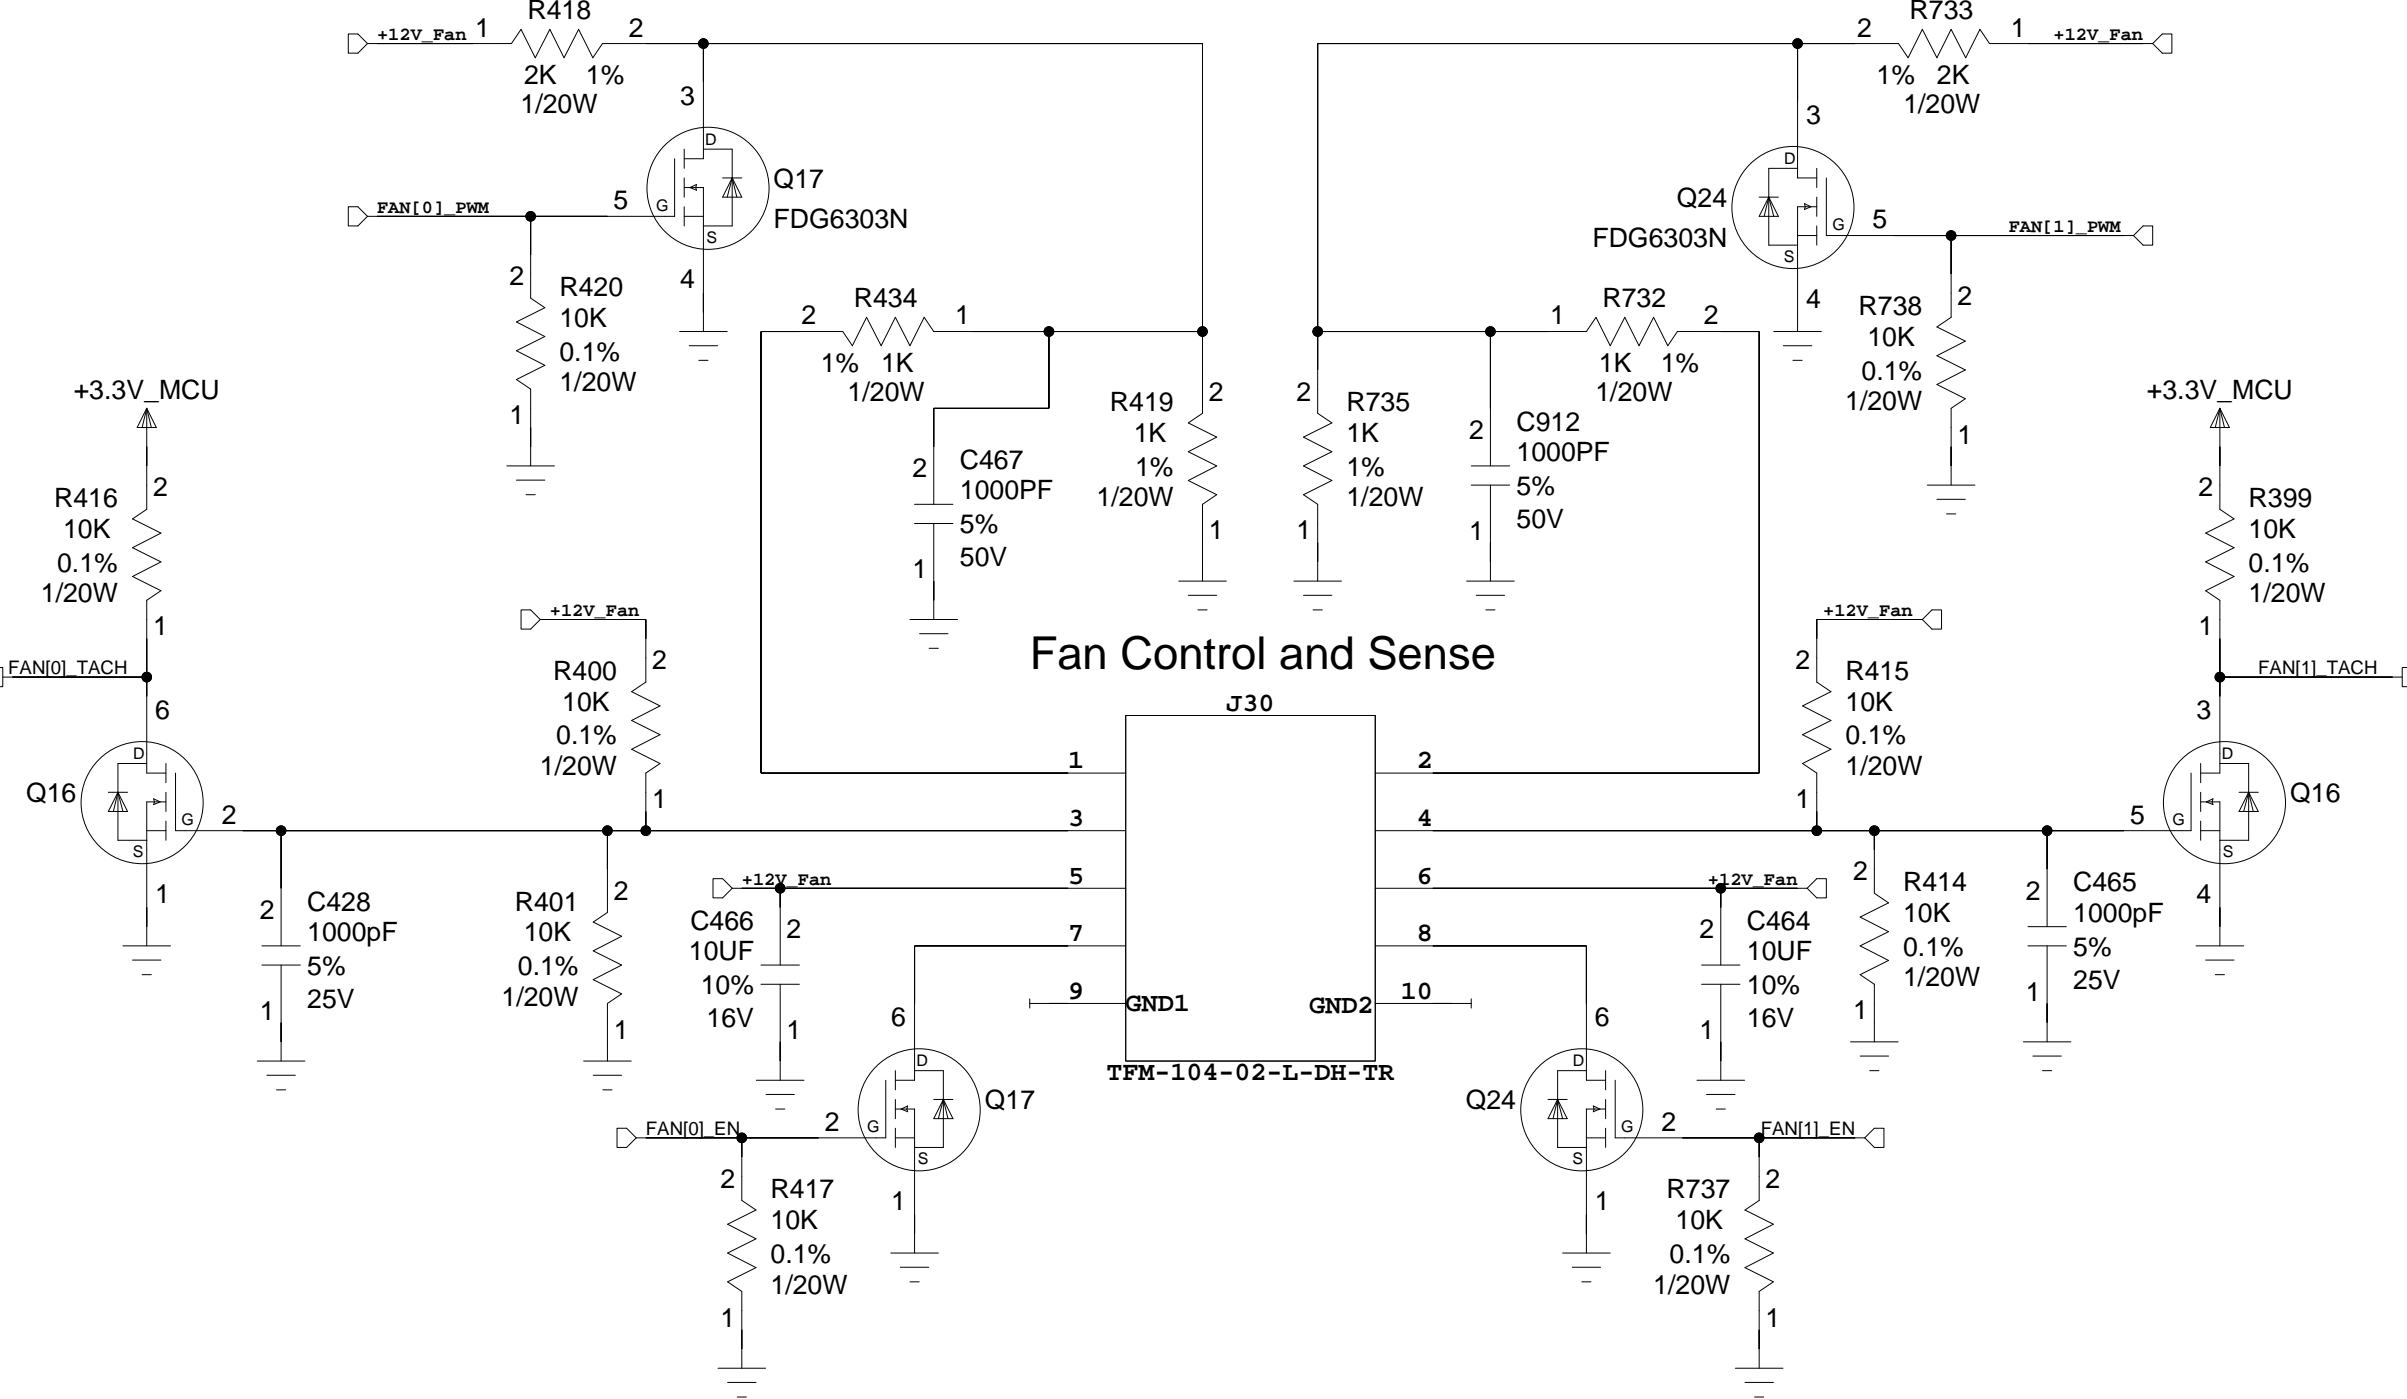 R418
+12V_Fan
1
2
2K 1%
1/20W
3
D
G
S
Q17
FDG6303N
FAN[0]_PWM
5
4
2
R420
10K
0.1%
1/20W
1
R733
2
1
+12V_Fan
1% 2K
1/20W
3
D
G
S
Q24
FDG6303N
5
FAN[1]_PWM
4
R738
2
10K
0.1%
1/20W
1
2
R434
1
1% 1K
1/20W
2
C467
1000PF
5%
50V
1
R419
2
1K
1%
1/20W
1
2
R735
1K
1%
1/20W
1
2
C912
1000PF
5%
50V
1
1
R732
2
1K 1%
1/20W
+3.3V_MCU
2
R416
10K
0.1%
1/20W
1
FAN[0]_TACH
6
D
G
S
Q16
2
1
+12V_Fan
2
R400
10K
0.1%
1/20W
1
2
C428
1000pF
5%
25V
1
R401
2
10K
0.1%
1/20W
1
+12V_Fan
C466
2
10UF
10%
16V
1
Fan Control and Sense
J30
1
2
3
4
5
6
7
8
9
GND1
GND2
10
TFM-104-02-L-DH-TR
6
D
G
S
Q17
FAN[0]_EN
2
1
2
R417
10K
0.1%
1/20W
1
6
D
G
S
Q24
2
FAN[1]_EN
1
R737
2
10K
0.1%
1/20W
1
+12V_Fan
2
C464
10UF
10%
16V
1
+12V_Fan
2
R415
10K
0.1%
1/20W
1
2
R414
10K
0.1%
1/20W
1
2
C465
1000pF
5%
25V
1
+3.3V_MCU
2
R399
10K
0.1%
1/20W
1
FAN[1]_TACH
3
D
G
S
Q16
5
4